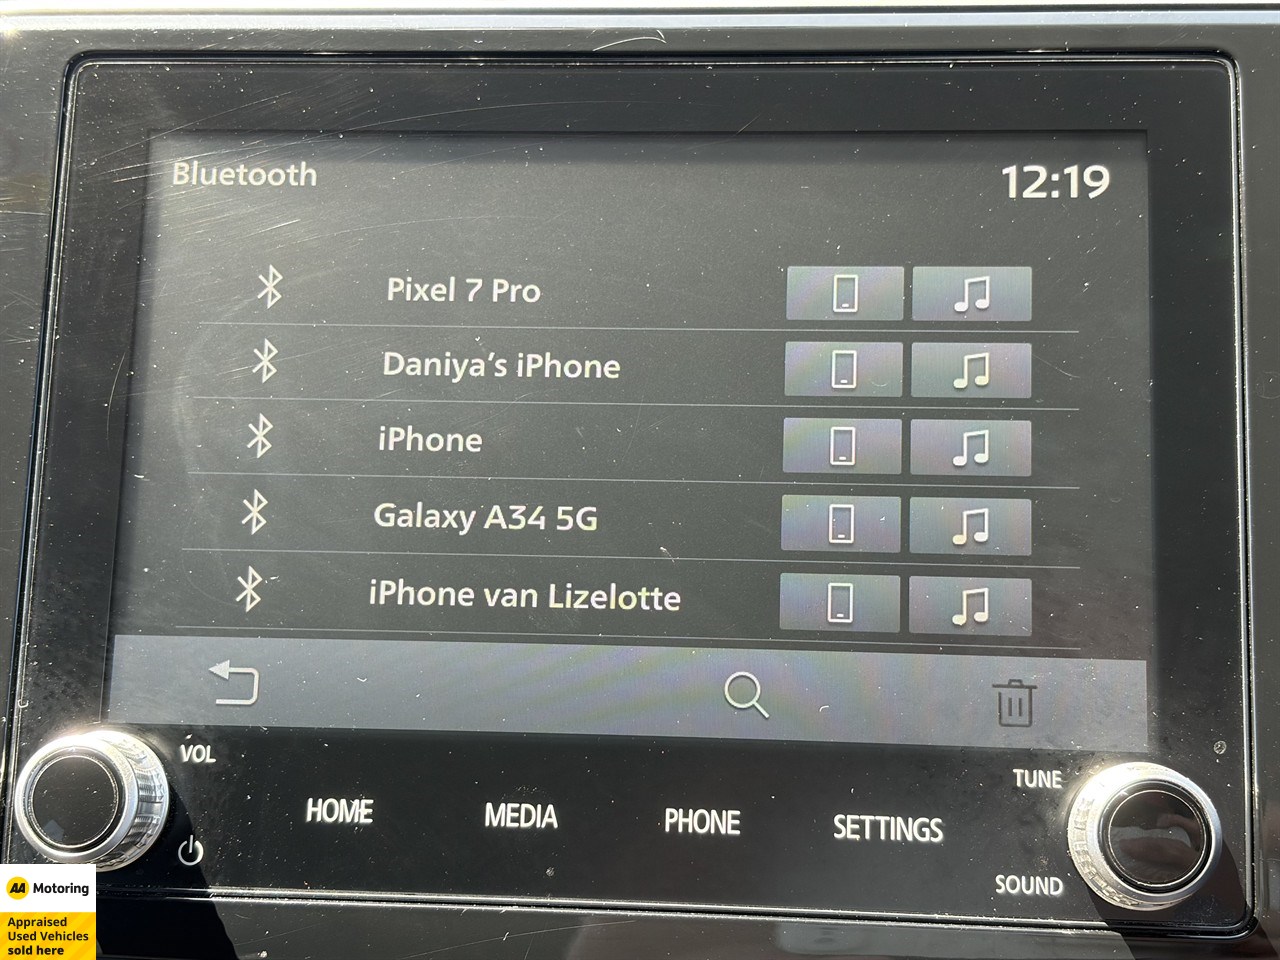 Bluetooth
12:19
Pixel 7 Pro
Daniya's iPhone
iPhone
Galaxy A34 5G
iPhone van Lizelotte
VOL
HOME
MEDIA
PHONE
SETTINGS
TUNE
SOUND
AA Motoring
Appraised
Used Vehicles
sold here